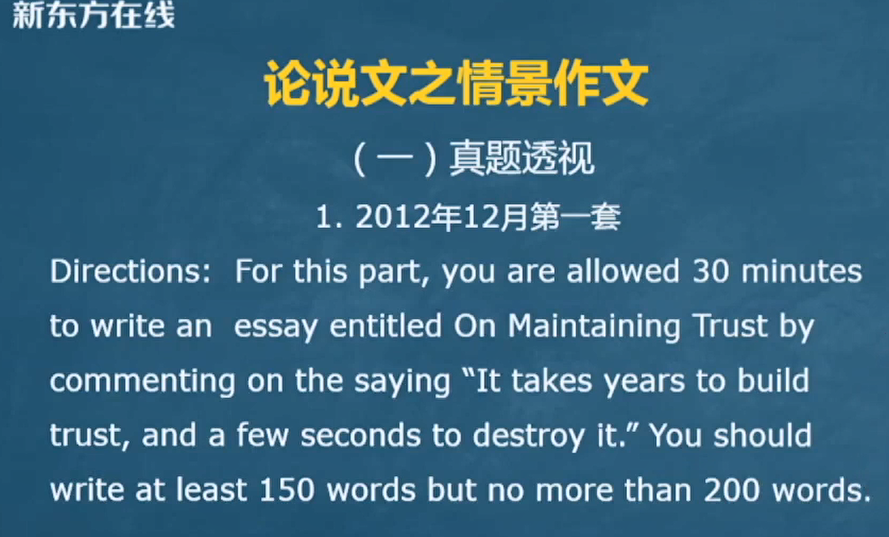 新东方在线
论说文之情景作文
（一）真题透视
1. 2012年12月第一套
Directions:  For this part, you are allowed 30 minutes
to write an  essay entitled On Maintaining Trust by
commenting on the saying “It takes years to build
trust, and a few seconds to destroy it.” You should
write at least 150 words but no more than 200 words.